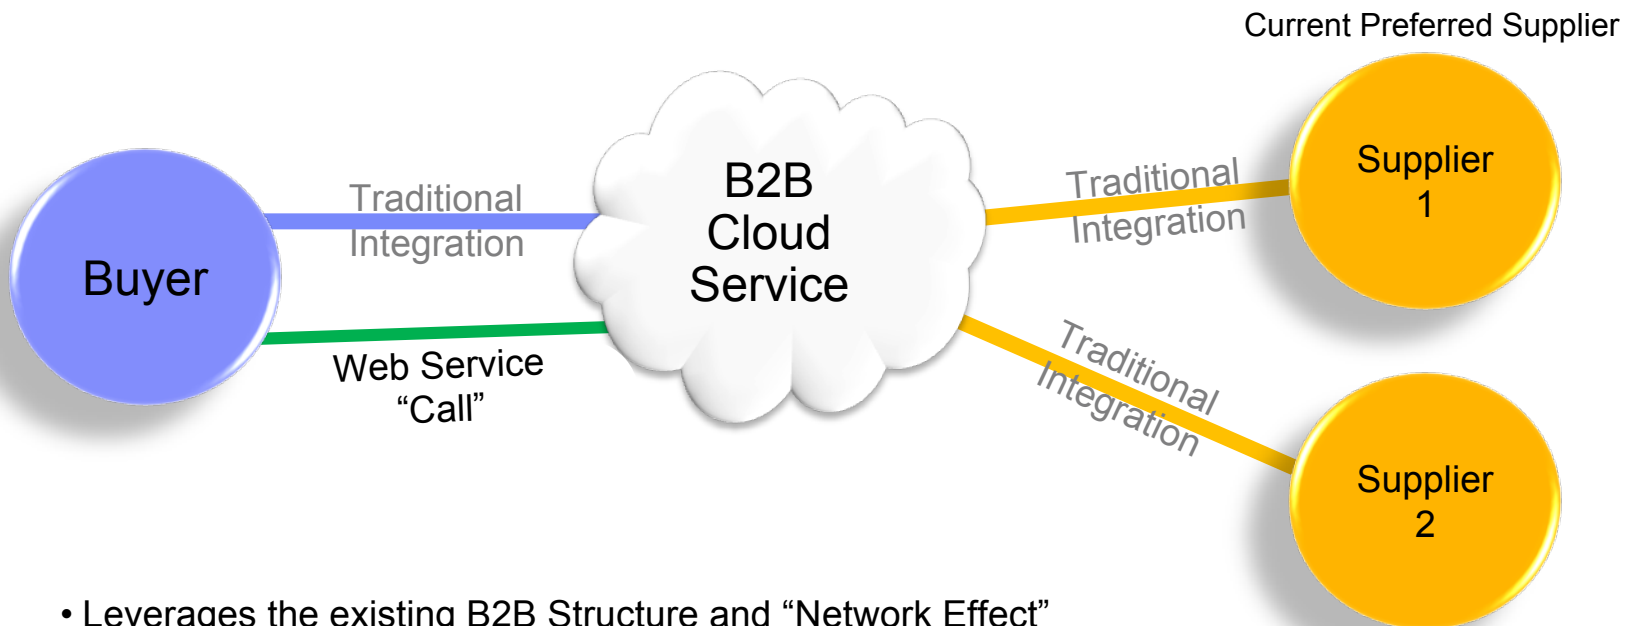 Current Preferred Supplier
Supplier
1
Traditional
Integration
B2B
Cloud
Service
Traditional
Integration
Buyer
Web Service
“Call”
Traditional
Integration
Supplier
2
• Leverages the existing B2B Structure and “Network Effect”